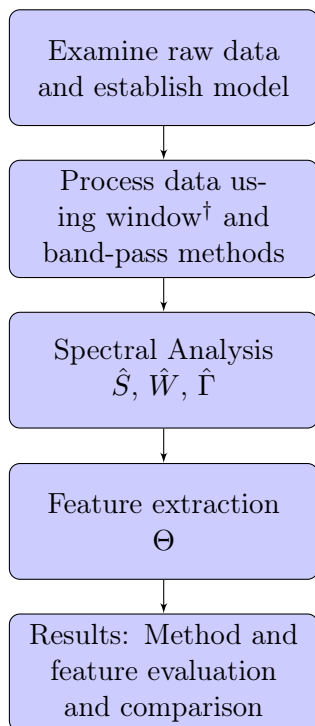 Examine raw data
and establish model
Process data us-
ing window† and
band-pass methods
Spectral Analysis
Ŝ, Ŵ, Γ̂
Feature extraction
Θ
Results: Method and
feature evaluation
and comparison